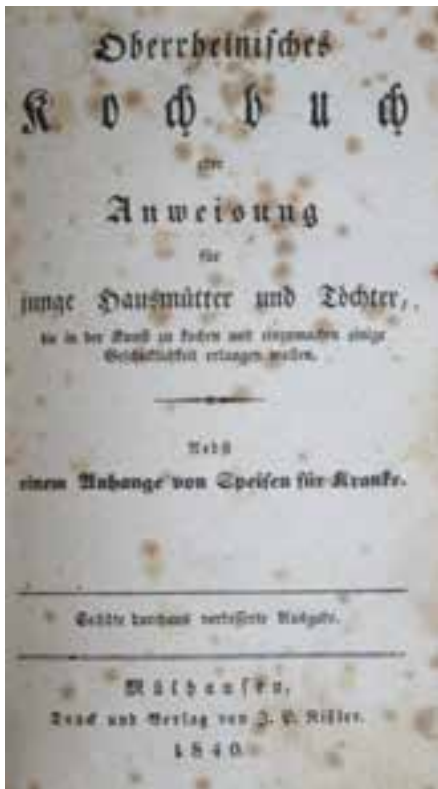 Oberrheinisches
Kochbuch
oder
Anweisung
für
junge Hausmütter und Töchter,
die in der Kunst zu kochen und einzumachen einige
Geschicklichkeit erlangen wollen.
Nebst
einem Anhange von Speisen für Kranke.
durchaus verbesserte Ausgabe.
Mülhausen,
Druck und Verlag von J. P. Rißler.
1840